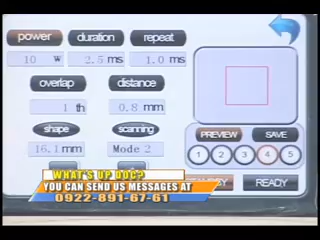 power duration repeat
10 W 2.5 ms 1.0 ms
overlap distance
1 th 0.8 mm
shape scanning
16.1 mm Mode 2
PREVIEW SAVE
1 2 3 4 5
READY
WHAT'S UP DOC?
YOU CAN SEND US MESSAGES AT
0922-891-67-61